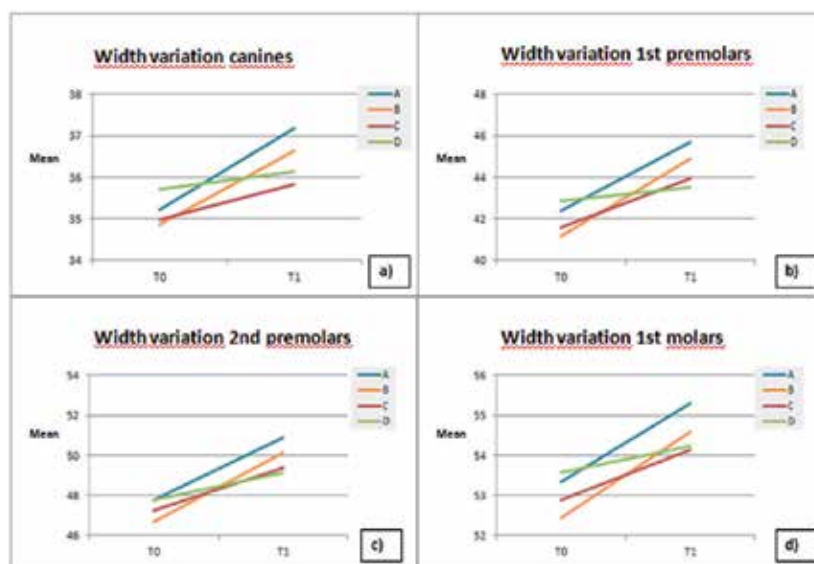 Width variation canines
38
37
36
35
34
Mean
T0
T1
A
B
C
D
a)
Width variation 1st premolars
48
46
44
42
40
Mean
T0
T1
A
B
C
D
b)
Width variation 2nd premolars
54
52
50
48
46
Mean
T0
T1
A
B
C
D
c)
Width variation 1st molars
56
55
54
53
52
Mean
T0
T1
A
B
C
D
d)